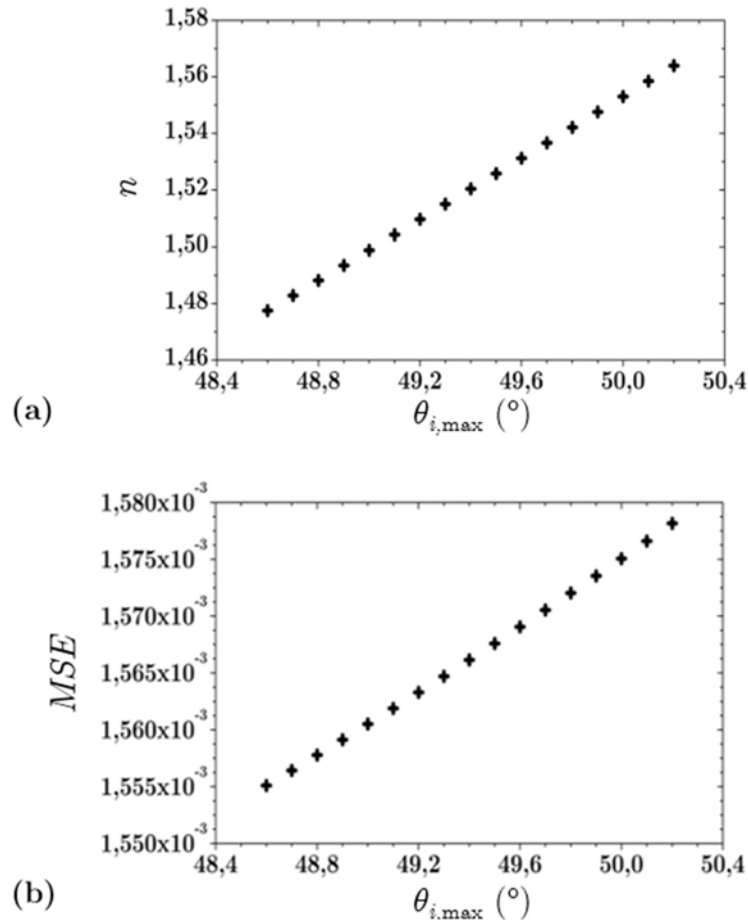 1,58
1,56
1,54
1,52
1,50
1,48
1,46
n
48,4 48,8 49,2 49,6 50,0 50,4
(a)
θi,max (°)
1,580x10-3
1,575x10-3
1,570x10-3
1,565x10-3
1,560x10-3
1,555x10-3
1,550x10-3
MSE
48,4 48,8 49,2 49,6 50,0 50,4
(b)
θi,max (°)